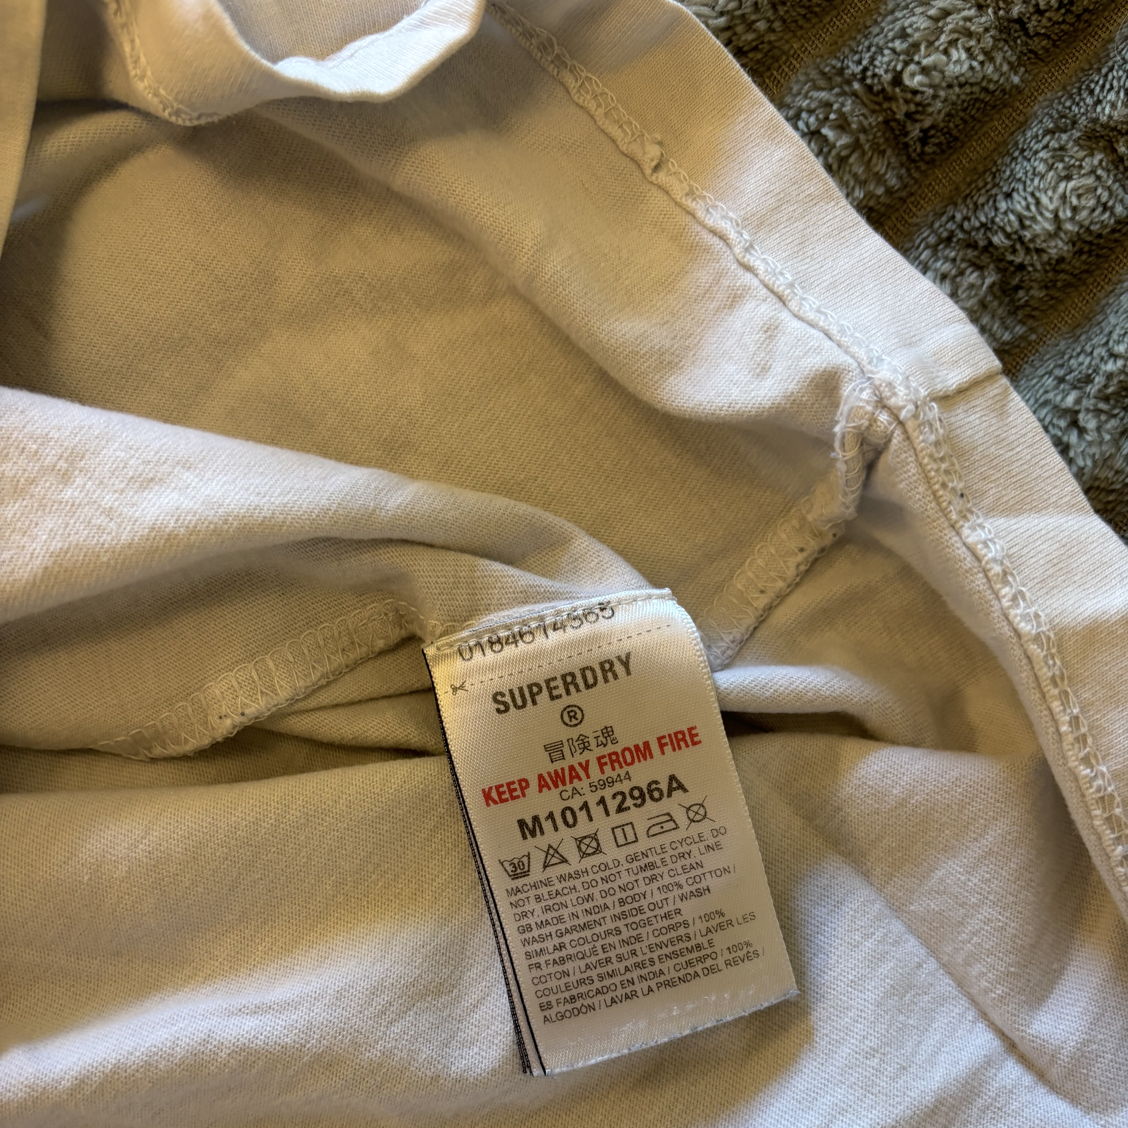 0184614565
SUPERDRY
®
冒険魂
KEEP AWAY FROM FIRE
CA: 59944
M1011296A
30
MACHINE WASH COLD. GENTLE CYCLE. DO
NOT BLEACH. DO NOT TUMBLE DRY. LINE
DRY. IRON LOW. DO NOT DRY CLEAN
GB MADE IN INDIA / BODY / 100% COTTON /
WASH GARMENT INSIDE OUT / WASH
SIMILAR COLOURS TOGETHER
FR FABRIQUÉ EN INDE / CORPS / 100%
COTON / LAVER SUR L'ENVERS / LAVER LES
COULEURS SIMILAIRES ENSEMBLE
ES FABRICADO EN INDIA / CUERPO / 100%
ALGODÓN / LAVAR LA PRENDA DEL REVÉS /